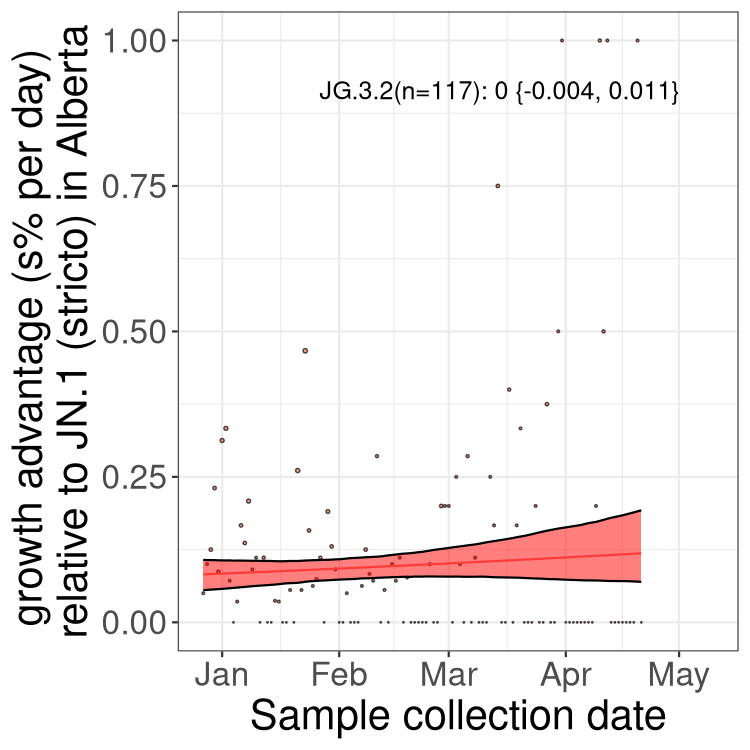 growth advantage (s% per day)
relative to JN.1 (stricto) in Alberta
1.00
0.75
0.50
0.25
0.00
JG.3.2(n=117): 0 {-0.004, 0.011}
Jan Feb Mar Apr May
Sample collection date